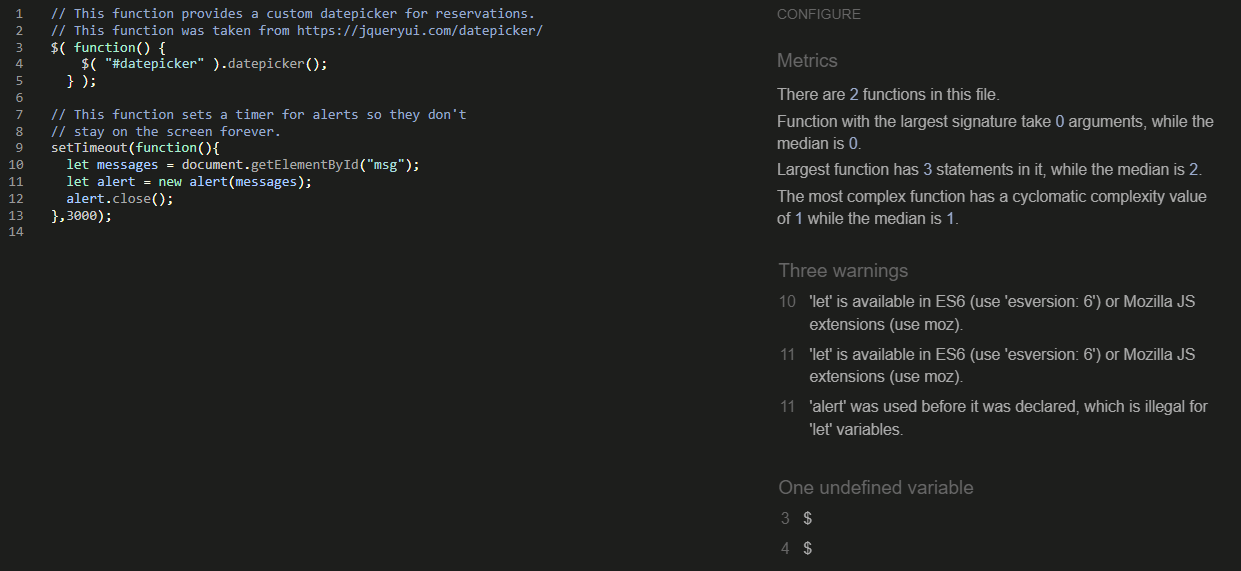 1 // This function provides a custom datepicker for reservations.
2 // This function was taken from https://jqueryui.com/datepicker/
3 $( function() {
4 $( "#datepicker" ).datepicker();
5 } );
6
7 // This function sets a timer for alerts so they don't
8 // stay on the screen forever.
9 setTimeout(function(){
10 let messages = document.getElementById("msg");
11 let alert = new alert(messages);
12 alert.close();
13 },3000);
14
CONFIGURE
Metrics
There are 2 functions in this file.
Function with the largest signature take 0 arguments, while the
median is 0.
Largest function has 3 statements in it, while the median is 2.
The most complex function has a cyclomatic complexity value
of 1 while the median is 1.
Three warnings
10 'let' is available in ES6 (use 'esversion: 6') or Mozilla JS
extensions (use moz).
11 'let' is available in ES6 (use 'esversion: 6') or Mozilla JS
extensions (use moz).
11 'alert' was used before it was declared, which is illegal for
'let' variables.
One undefined variable
3 $
4 $